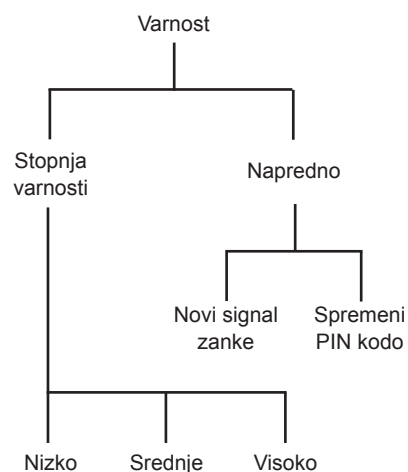 Varnost
Stopnja
varnosti
Napredno
Novi signal
zanke
Spremeni
PIN kodo
Nizko
Srednje
Visoko